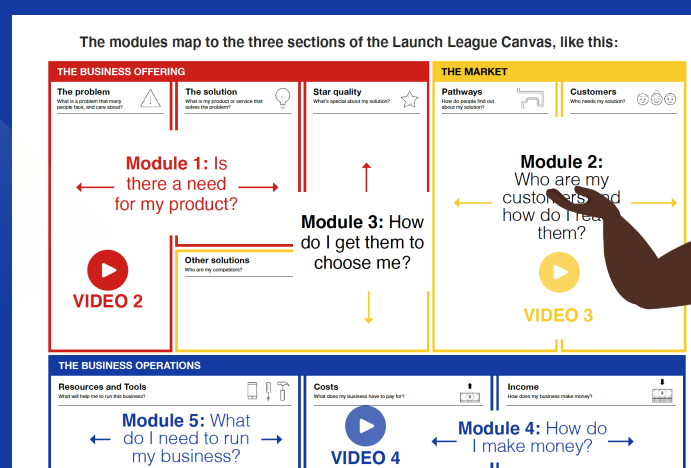 The modules map to the three sections of the Launch League Canvas, like this:
THE BUSINESS OFFERING
The problem
What is a problem that many
people face, and care about?
The solution
What is my product or service that
solves the problem?
Star quality
What's special about my solution?
Module 1: Is
there a need
for my product?
VIDEO 2
Other solutions
Who are my competitors?
Module 3: How
do I get them to
choose me?
THE MARKET
Pathways
How do people find out
about my solution?
Customers
Who needs my solution?
Module 2:
Who are my
customers
how do I
them?
VIDEO 3
THE BUSINESS OPERATIONS
Resources and Tools
What will help me to run this business?
Module 5: What
do I need to run
my business?
Costs
What does my business have to pay for?
VIDEO 4
Income
How does my business make money?
Module 4: How do
I make money?